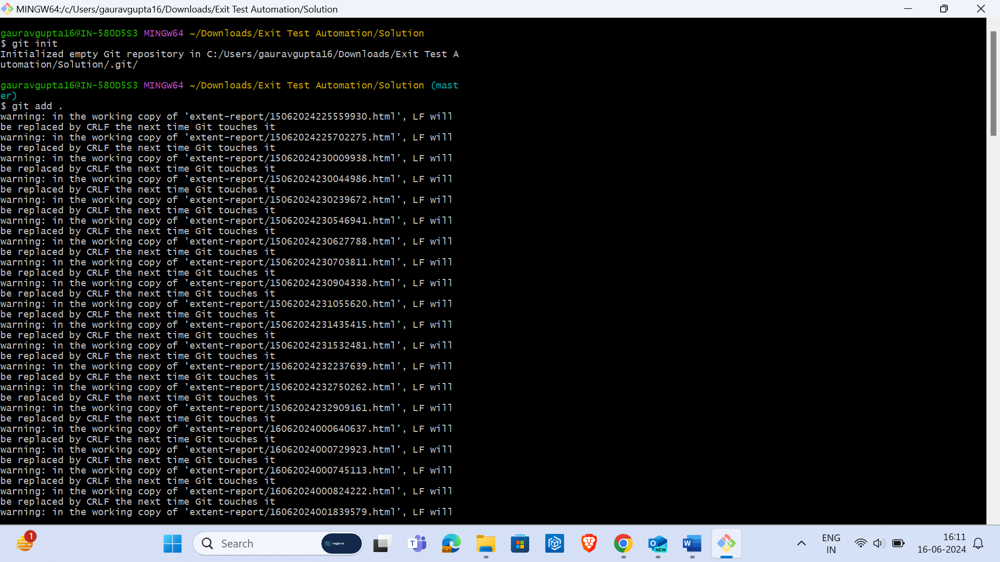 MINGW64:/c/Users/gauravgupta16/Downloads/Exit Test Automation/Solution
gauravgupta16@IN-580D5S3 MINGW64 ~/Downloads/Exit Test Automation/Solution
$ git init
Initialized empty Git repository in C:/Users/gauravgupta16/Downloads/Exit Test A
utomation/Solution/.git/
gauravgupta16@IN-580D5S3 MINGW64 ~/Downloads/Exit Test Automation/Solution (mast
er)
$ git add .
warning: in the working copy of 'extent-report/15062024225559930.html', LF will
be replaced by CRLF the next time Git touches it
warning: in the working copy of 'extent-report/15062024225702275.html', LF will
be replaced by CRLF the next time Git touches it
warning: in the working copy of 'extent-report/15062024230009938.html', LF will
be replaced by CRLF the next time Git touches it
warning: in the working copy of 'extent-report/15062024230044986.html', LF will
be replaced by CRLF the next time Git touches it
warning: in the working copy of 'extent-report/15062024230239672.html', LF will
be replaced by CRLF the next time Git touches it
warning: in the working copy of 'extent-report/15062024230546941.html', LF will
be replaced by CRLF the next time Git touches it
warning: in the working copy of 'extent-report/15062024230627788.html', LF will
be replaced by CRLF the next time Git touches it
warning: in the working copy of 'extent-report/15062024230703811.html', LF will
be replaced by CRLF the next time Git touches it
warning: in the working copy of 'extent-report/15062024230904338.html', LF will
be replaced by CRLF the next time Git touches it
warning: in the working copy of 'extent-report/15062024231055620.html', LF will
be replaced by CRLF the next time Git touches it
warning: in the working copy of 'extent-report/15062024231435415.html', LF will
be replaced by CRLF the next time Git touches it
warning: in the working copy of 'extent-report/15062024231532481.html', LF will
be replaced by CRLF the next time Git touches it
warning: in the working copy of 'extent-report/15062024232237639.html', LF will
be replaced by CRLF the next time Git touches it
warning: in the working copy of 'extent-report/15062024232750262.html', LF will
be replaced by CRLF the next time Git touches it
warning: in the working copy of 'extent-report/15062024232909161.html', LF will
be replaced by CRLF the next time Git touches it
warning: in the working copy of 'extent-report/16062024000640637.html', LF will
be replaced by CRLF the next time Git touches it
warning: in the working copy of 'extent-report/16062024000729923.html', LF will
be replaced by CRLF the next time Git touches it
warning: in the working copy of 'extent-report/16062024000745113.html', LF will
be replaced by CRLF the next time Git touches it
warning: in the working copy of 'extent-report/16062024000824222.html', LF will
be replaced by CRLF the next time Git touches it
warning: in the working copy of 'extent-report/16062024001839579.html', LF will
1
Search
nagarro
T
O
NEW
W
ENG
IN
16:11
16-06-2024